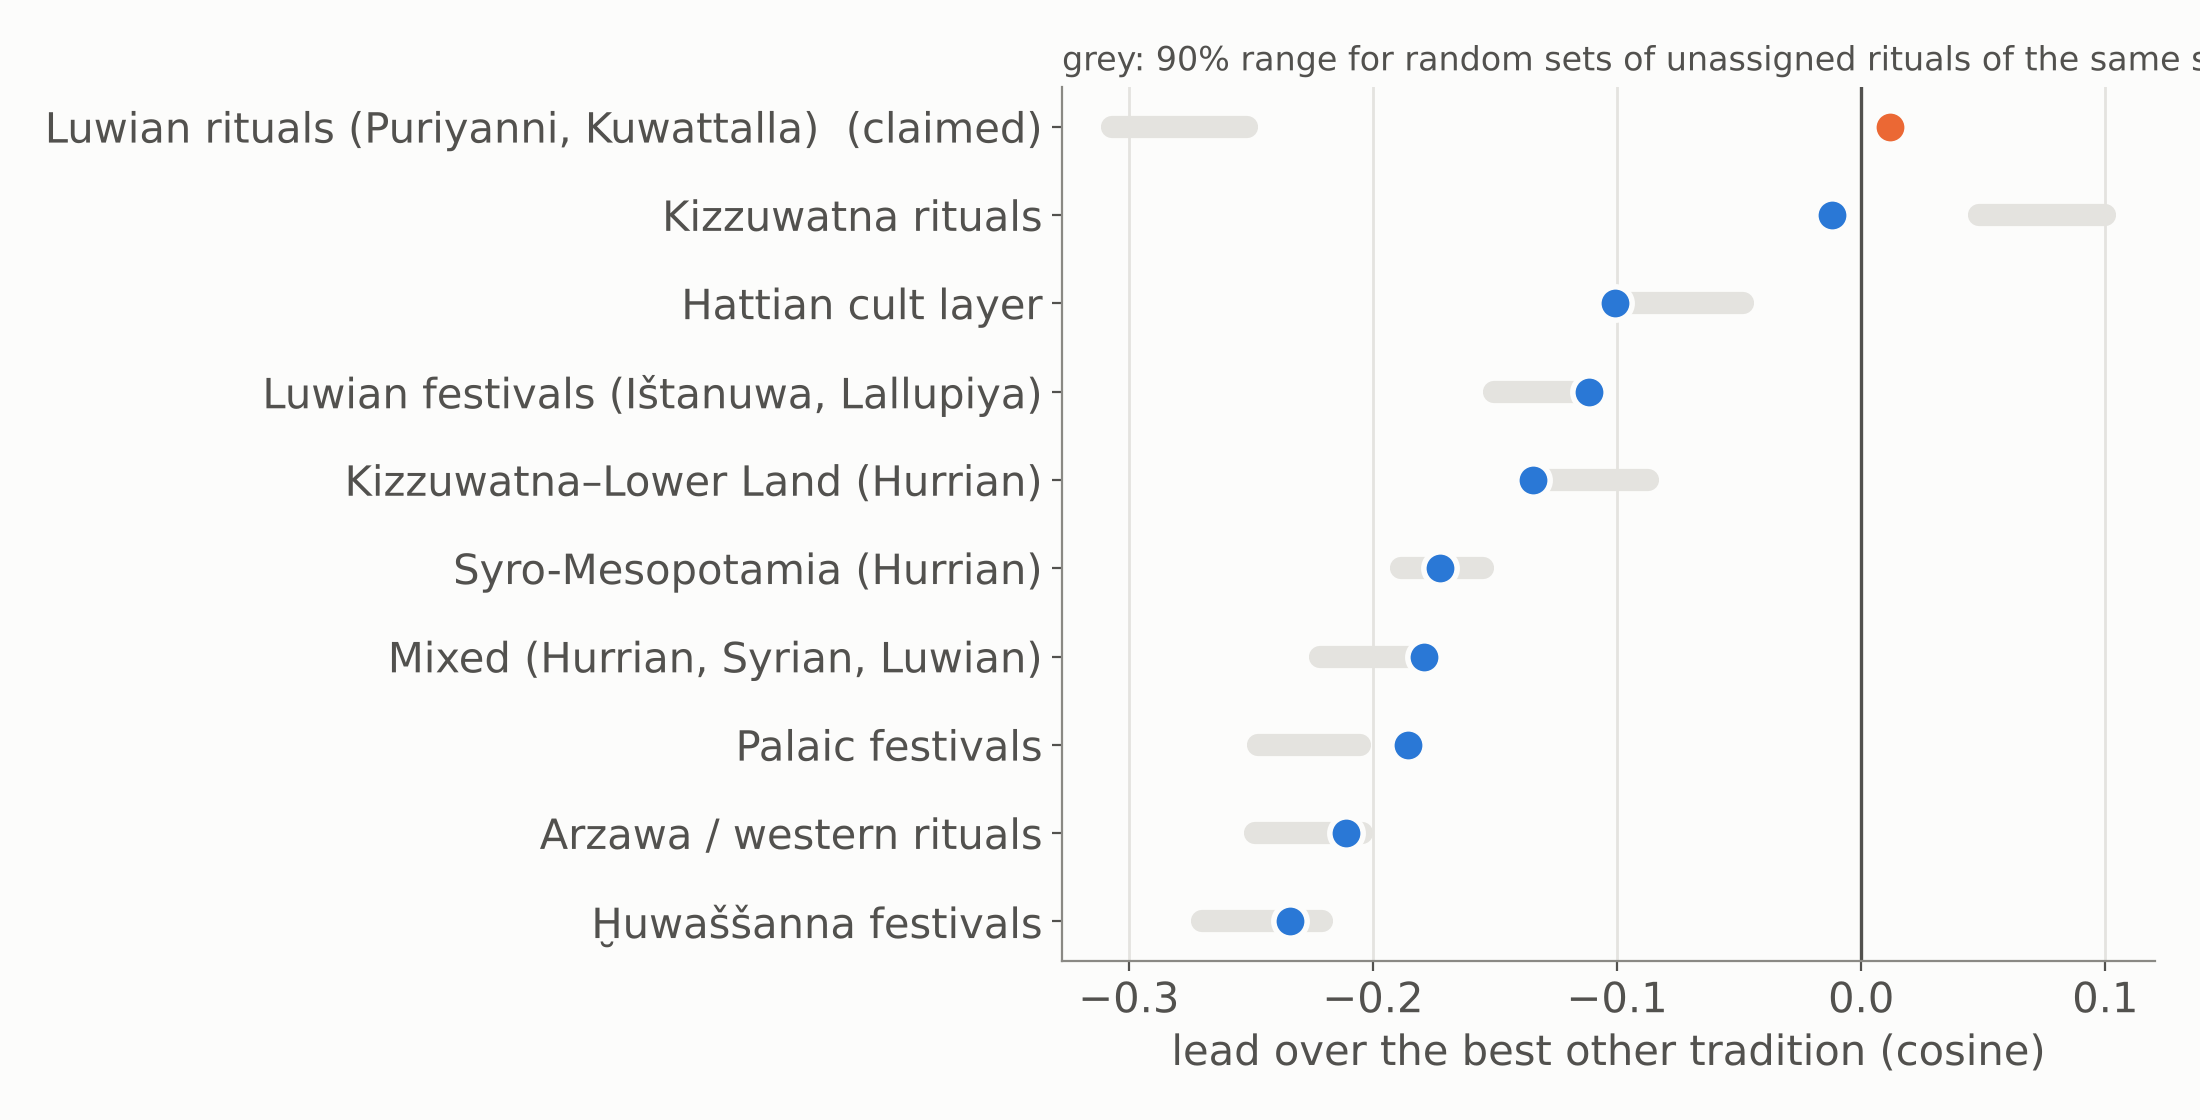 grey: 90% range for random sets of unassigned rituals of the same
Luwian rituals (Puriyanni, Kuwattalla)  (claimed)
Kizzuwatna rituals
Hattian cult layer
Luwian festivals (Ištanuwa, Lallupiya)
Kizzuwatna–Lower Land (Hurrian)
Syro-Mesopotamia (Hurrian)
Mixed (Hurrian, Syrian, Luwian)
Palaic festivals
Arzawa / western rituals
Ḫuwaššanna festivals
−0.3 −0.2 −0.1 0.0 0.1
lead over the best other tradition (cosine)